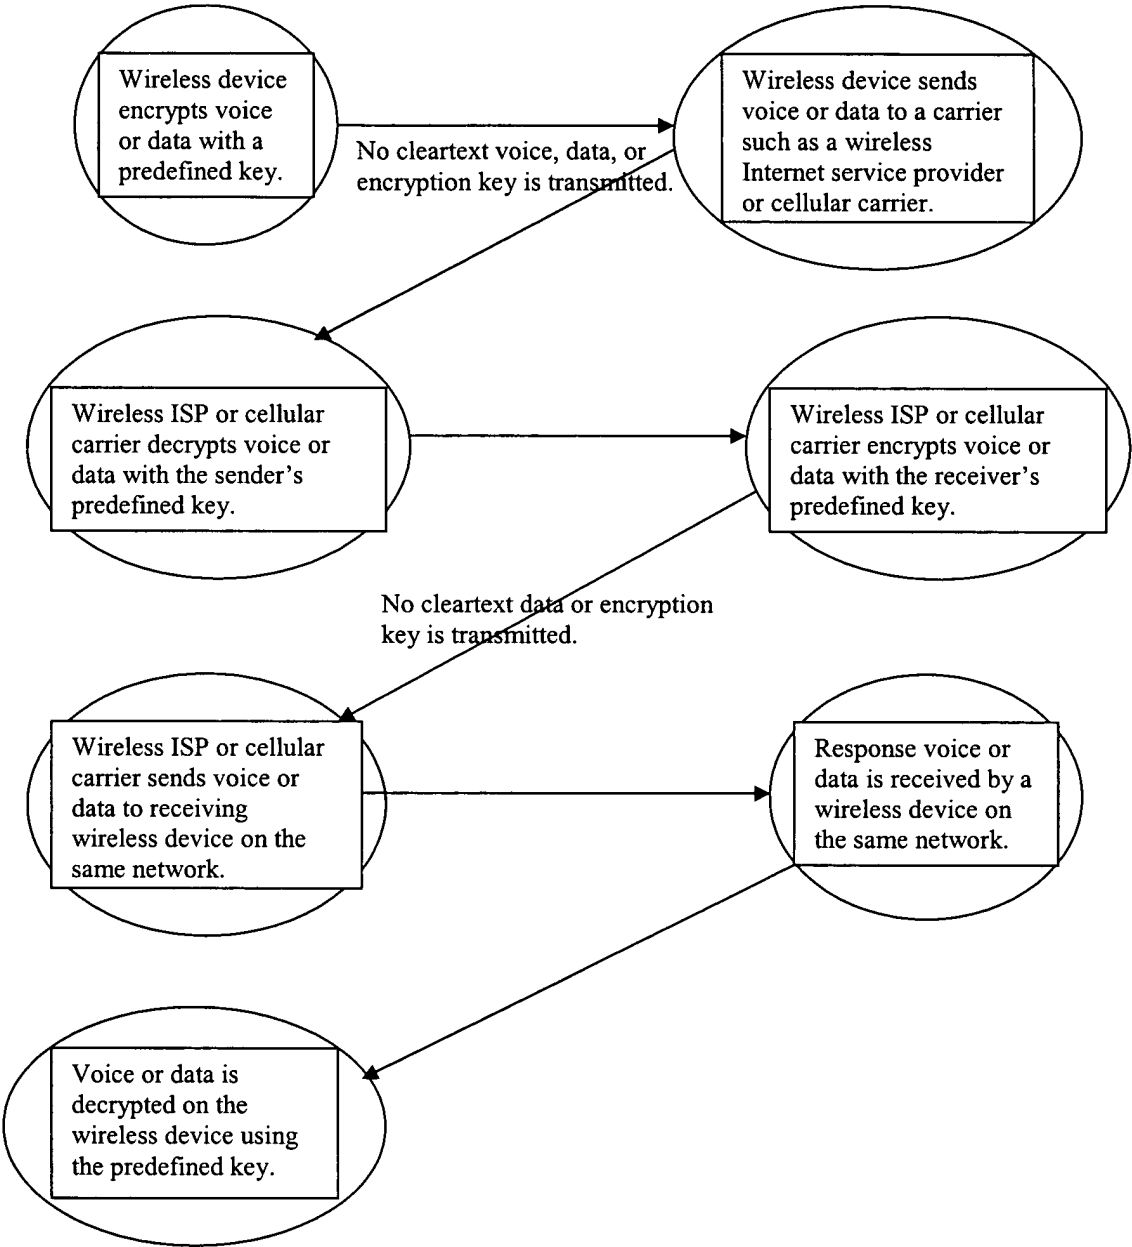 Wireless device
encrypts voice
or data with a
predefined key.
No cleartext voice, data, or
encryption key is transmitted.
Wireless device sends
voice or data to a carrier
such as a wireless
Internet service provider
or cellular carrier.
Wireless ISP or cellular
carrier decrypts voice or
data with the sender's
predefined key.
Wireless ISP or cellular
carrier encrypts voice or
data with the receiver's
predefined key.
No cleartext data or encryption
key is transmitted.
Wireless ISP or cellular
carrier sends voice or
data to receiving
wireless device on the
same network.
Response voice or
data is received by a
wireless device on
the same network.
Voice or data is
decrypted on the
wireless device using
the predefined key.